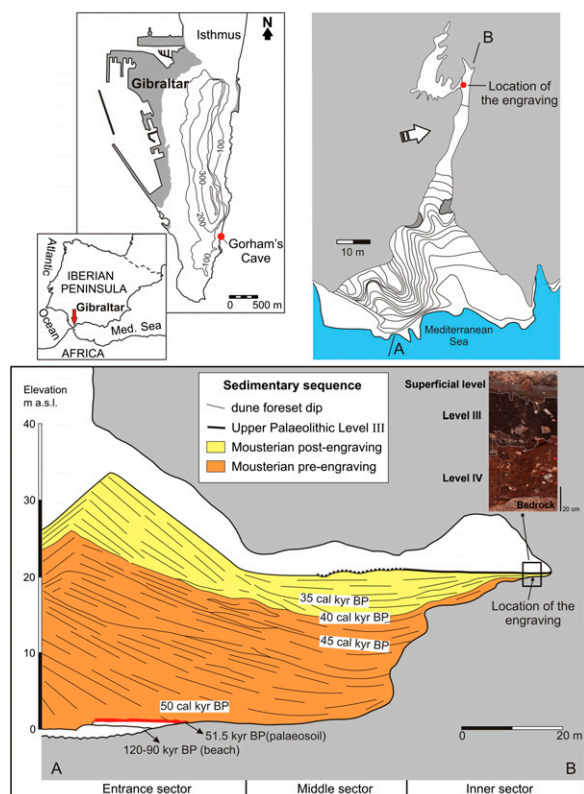 N
Isthmus
Gibraltar
300
100
200
100
Gorham's
Cave
0 500 m
Atlantic
Ocean
IBERIAN
PENINSULA
Gibraltar
Med. Sea
AFRICA
B
Location of
the engraving
0 10 m
Mediterranean
Sea
A
Elevation
m a.s.l.
40
30
20
10
0
Sedimentary sequence
dune foreset dip
Upper Palaeolithic Level III
Mousterian post-engraving
Mousterian pre-engraving
Superficial level
Level III
Level IV
Bedrock
20 cm
Location of the
engraving
35 cal kyr BP
40 cal kyr BP
45 cal kyr BP
50 cal kyr BP
51.5 kyr BP(palaeosoil)
120-90 kyr BP (beach)
0 20 m
A
B
Entrance sector
Middle sector
Inner sector